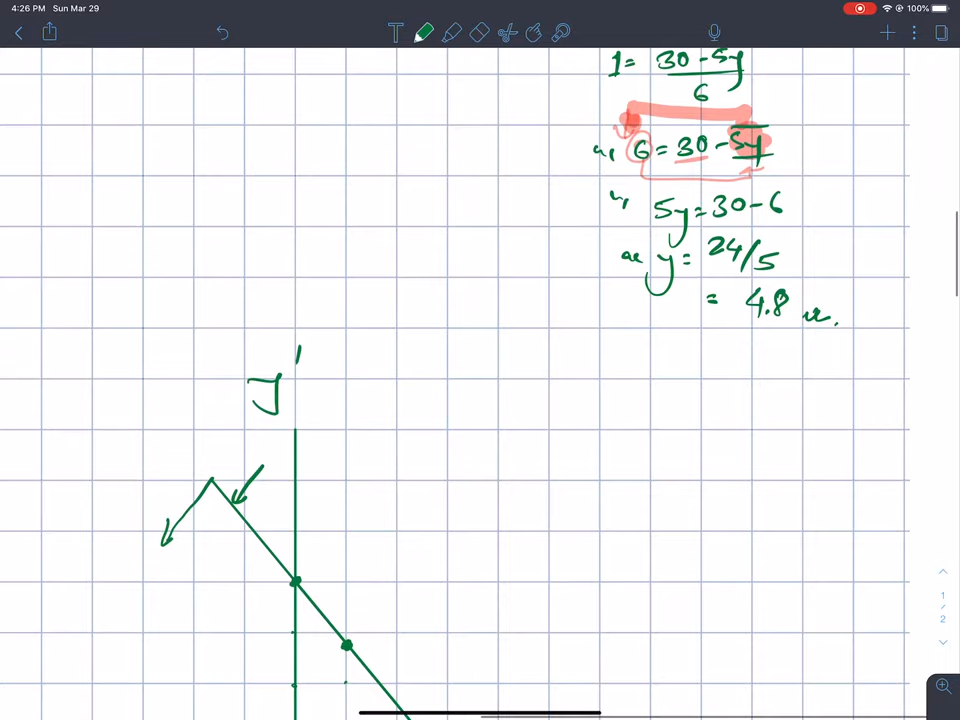 4:26 PM Sun Mar 29
100%
T
1 = 30 - 5y
6
6 = 30 - 5y
5y = 30 - 6
y = 24/5
= 4.8
y'
1
/
2